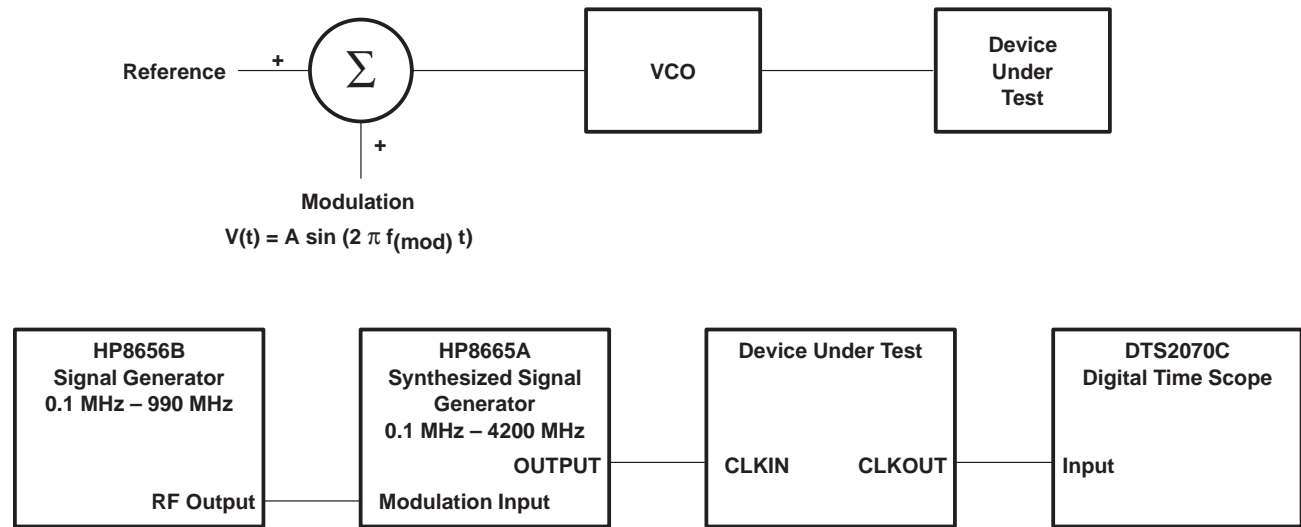 Reference
+
Σ
+
VCO
Device
Under
Test
Modulation
V(t) = A sin (2 π f(mod) t)
HP8656B
Signal Generator
0.1 MHz – 990 MHz
RF Output
HP8665A
Synthesized Signal
Generator
0.1 MHz – 4200 MHz
OUTPUT
Modulation Input
Device Under Test
CLKIN
CLKOUT
DTS2070C
Digital Time Scope
Input